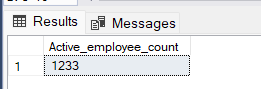 Results Messages
Active_employee_count
1 1233